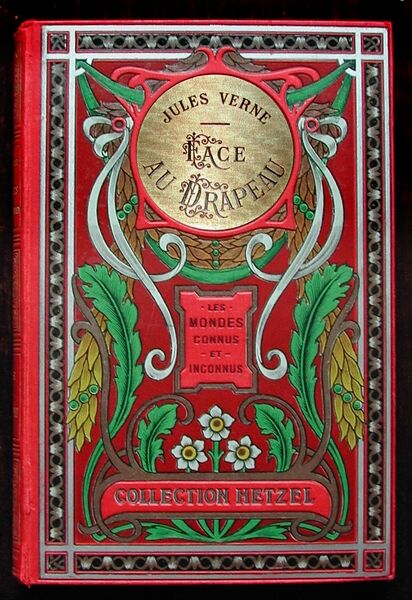 JULES VERNE
FACE
AU DRAPEAU
LES
MONDES
CONNUS
-ET-
INCONNUS
COLLECTION HETZEL